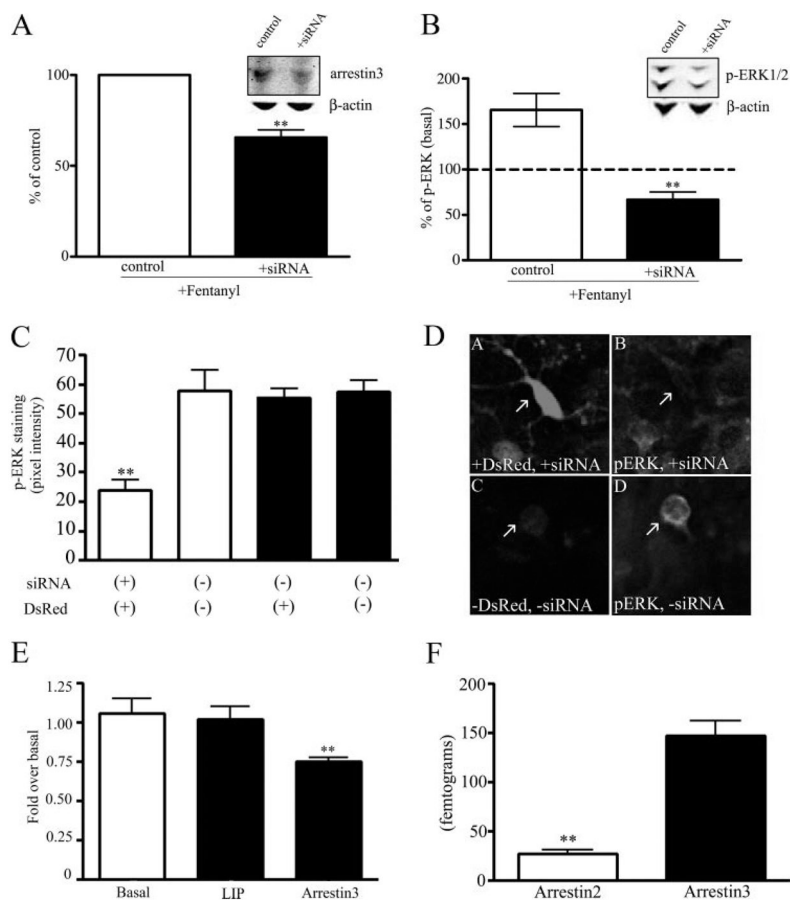 A
control
+siRNA
arrestin3
β-actin
**
100
50
0
% of control
control
+siRNA
+Fentanyl
B
control
+siRNA
p-ERK1/2
β-actin
200
150
100
50
0
% of p-ERK (basal)
**
control
+siRNA
+Fentanyl
C
70
60
50
40
30
20
10
0
p-ERK staining
(pixel intensity)
**
siRNA (+) (-) (-) (-)
DsRed (+) (-) (+) (-)
D
A
+DsRed, +siRNA
B
pERK, +siRNA
C
-DsRed, -siRNA
D
pERK, -siRNA
E
1.25
1.00
0.75
0.50
0.25
0
Fold over basal
**
Basal LIP Arrestin3
F
200
150
100
50
0
(femtograms)
**
Arrestin2 Arrestin3